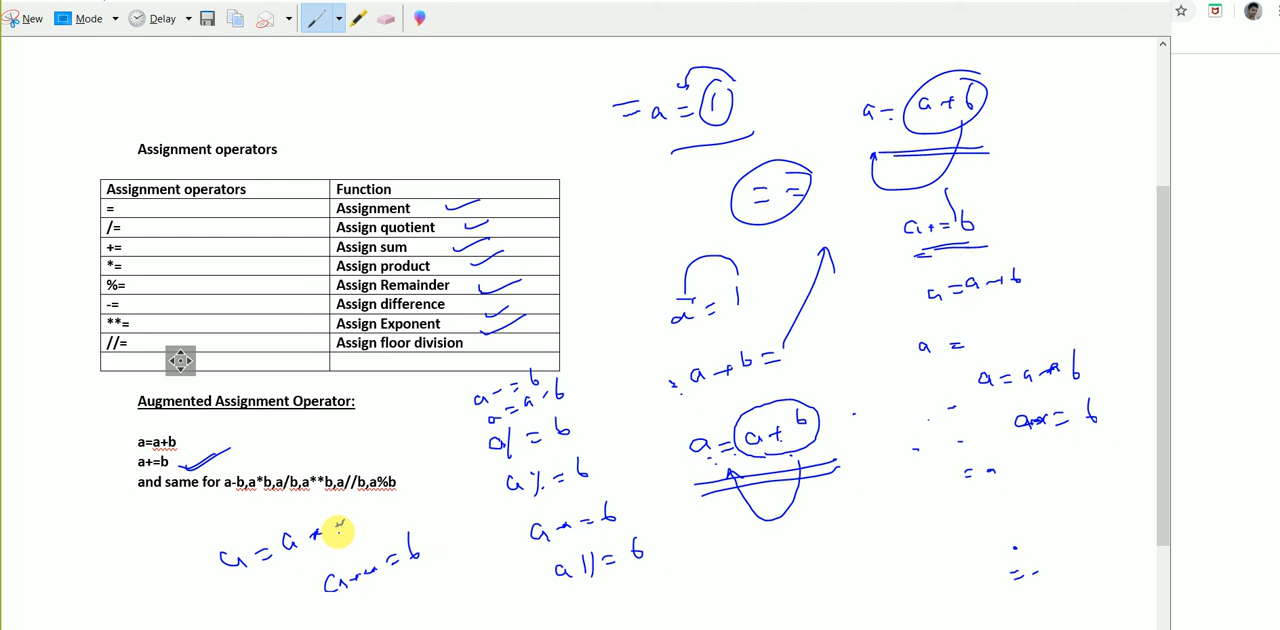 New Mode Delay
Assignment operators
Assignment operators Function
= Assignment
/= Assign quotient
+= Assign sum
*= Assign product
%= Assign Remainder
-= Assign difference
**= Assign Exponent
//= Assign floor division
Augmented Assignment Operator:
a=a+b
a+=b
and same for a-b,a*b,a/b,a**b,a//b,a%b
= a = 1
= =
a = 1
a + b =
a = a + b
a = a + b
a + = b
a = a + b
a =
a = a * b
a * = b
= a
a - = b
a = a - b
a / = b
a % = b
a * = b
a // = b
a = a *
a ** = b